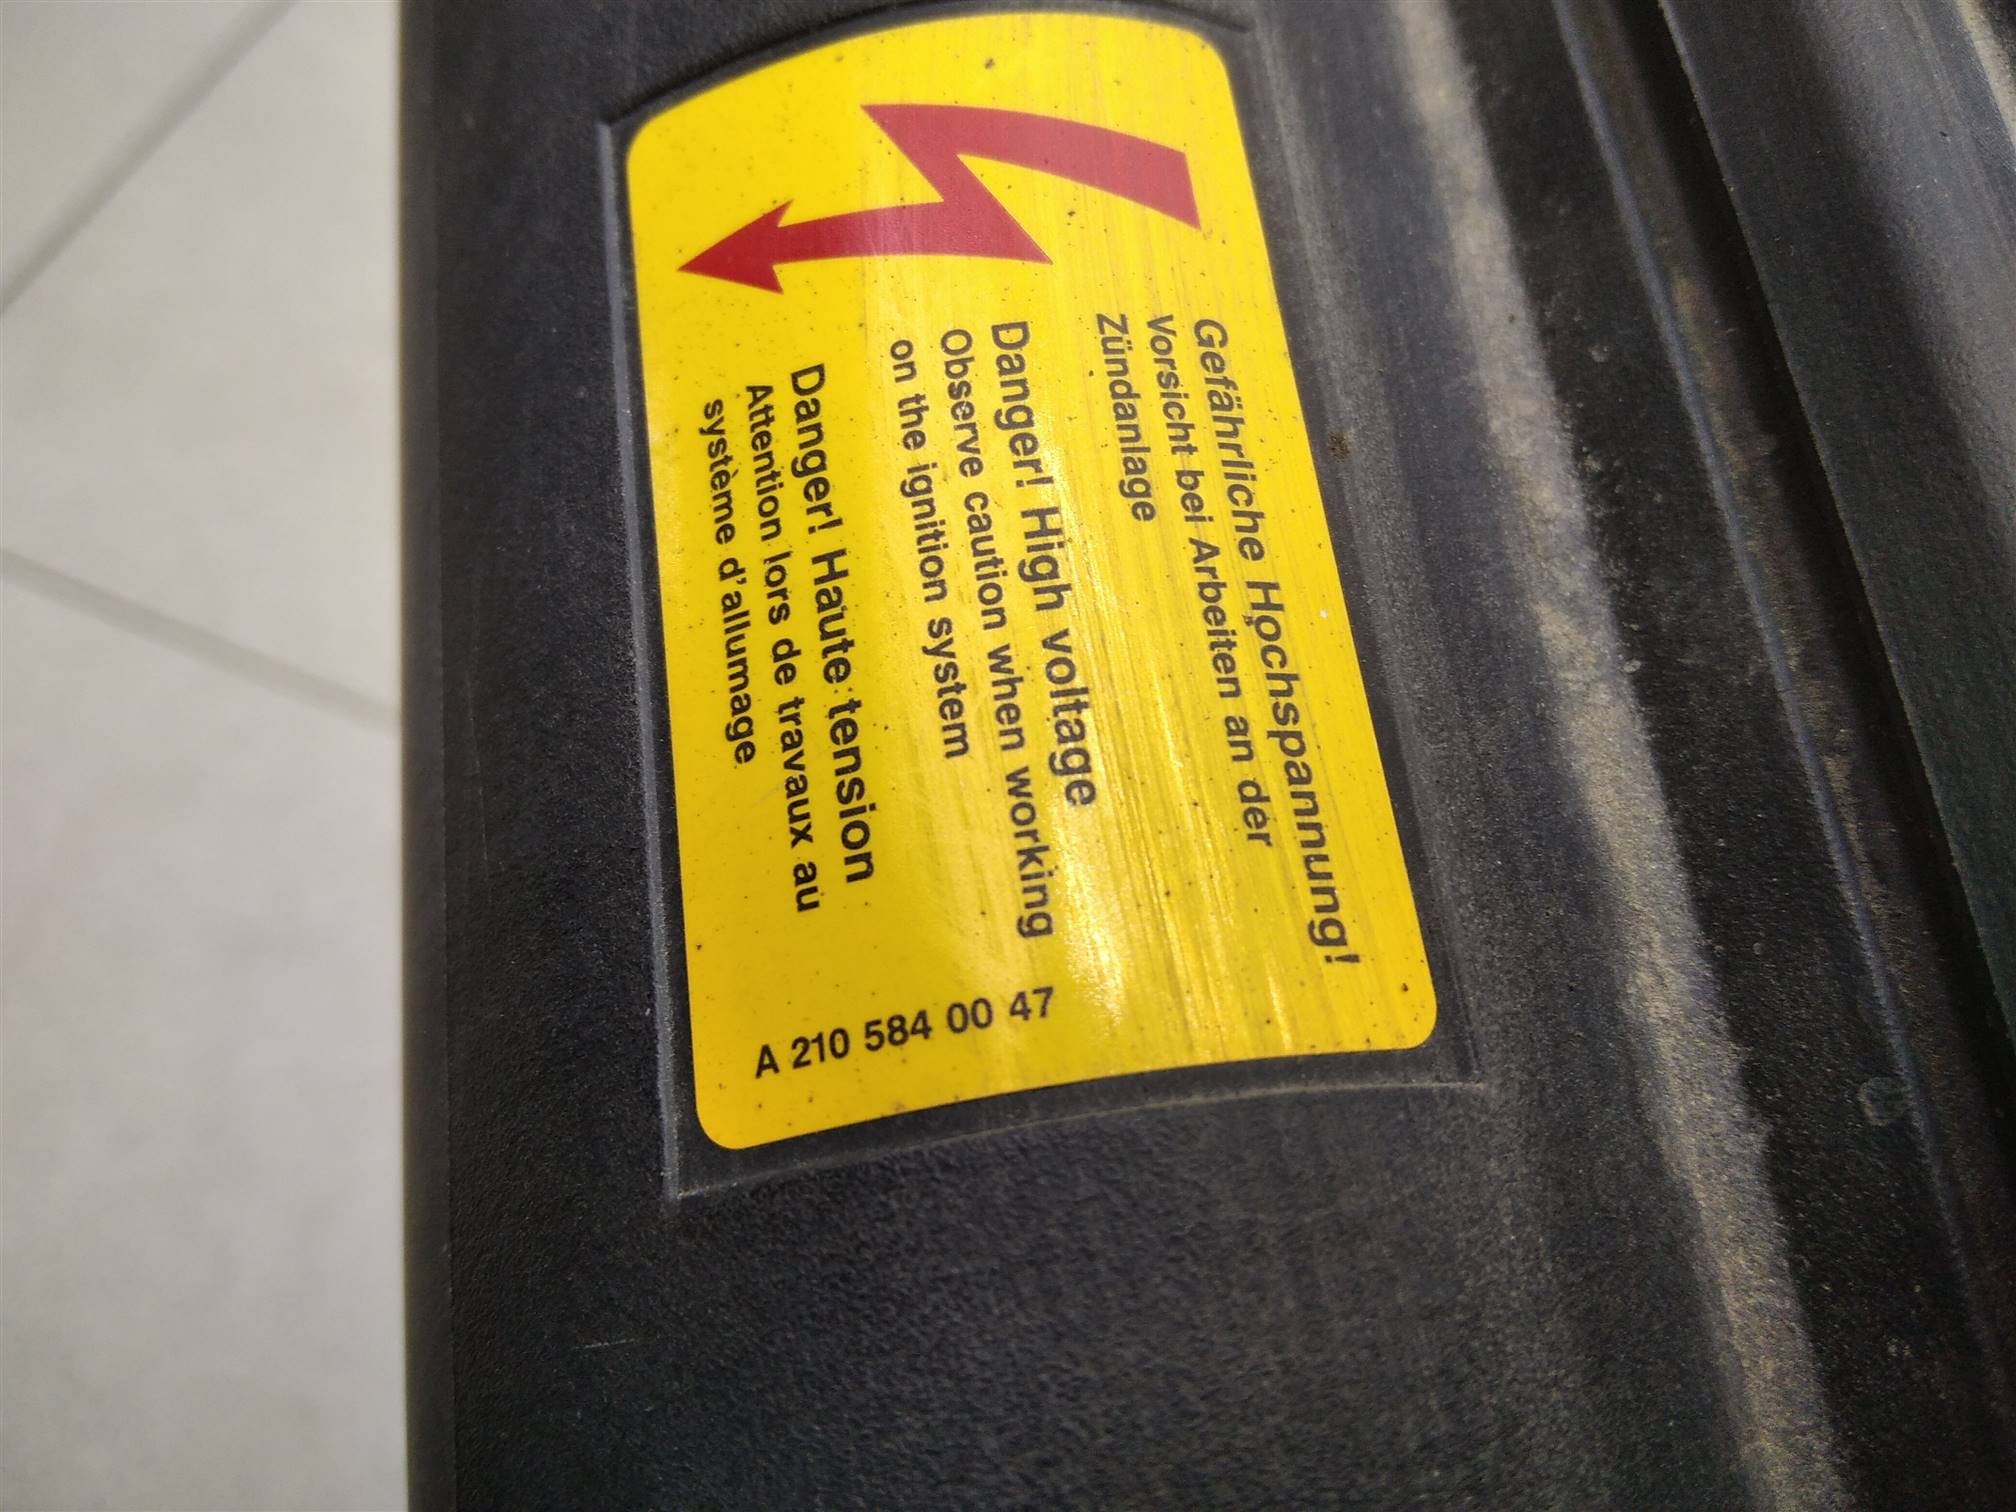 Gefährliche Hochspannung!
Vorsicht bei Arbeiten an der
Zündanlage
Danger! High voltage
Observe caution when working
on the ignition system
Danger! Haute tension
Attention lors de travaux au
système d'allumage
A 210 584 00 47